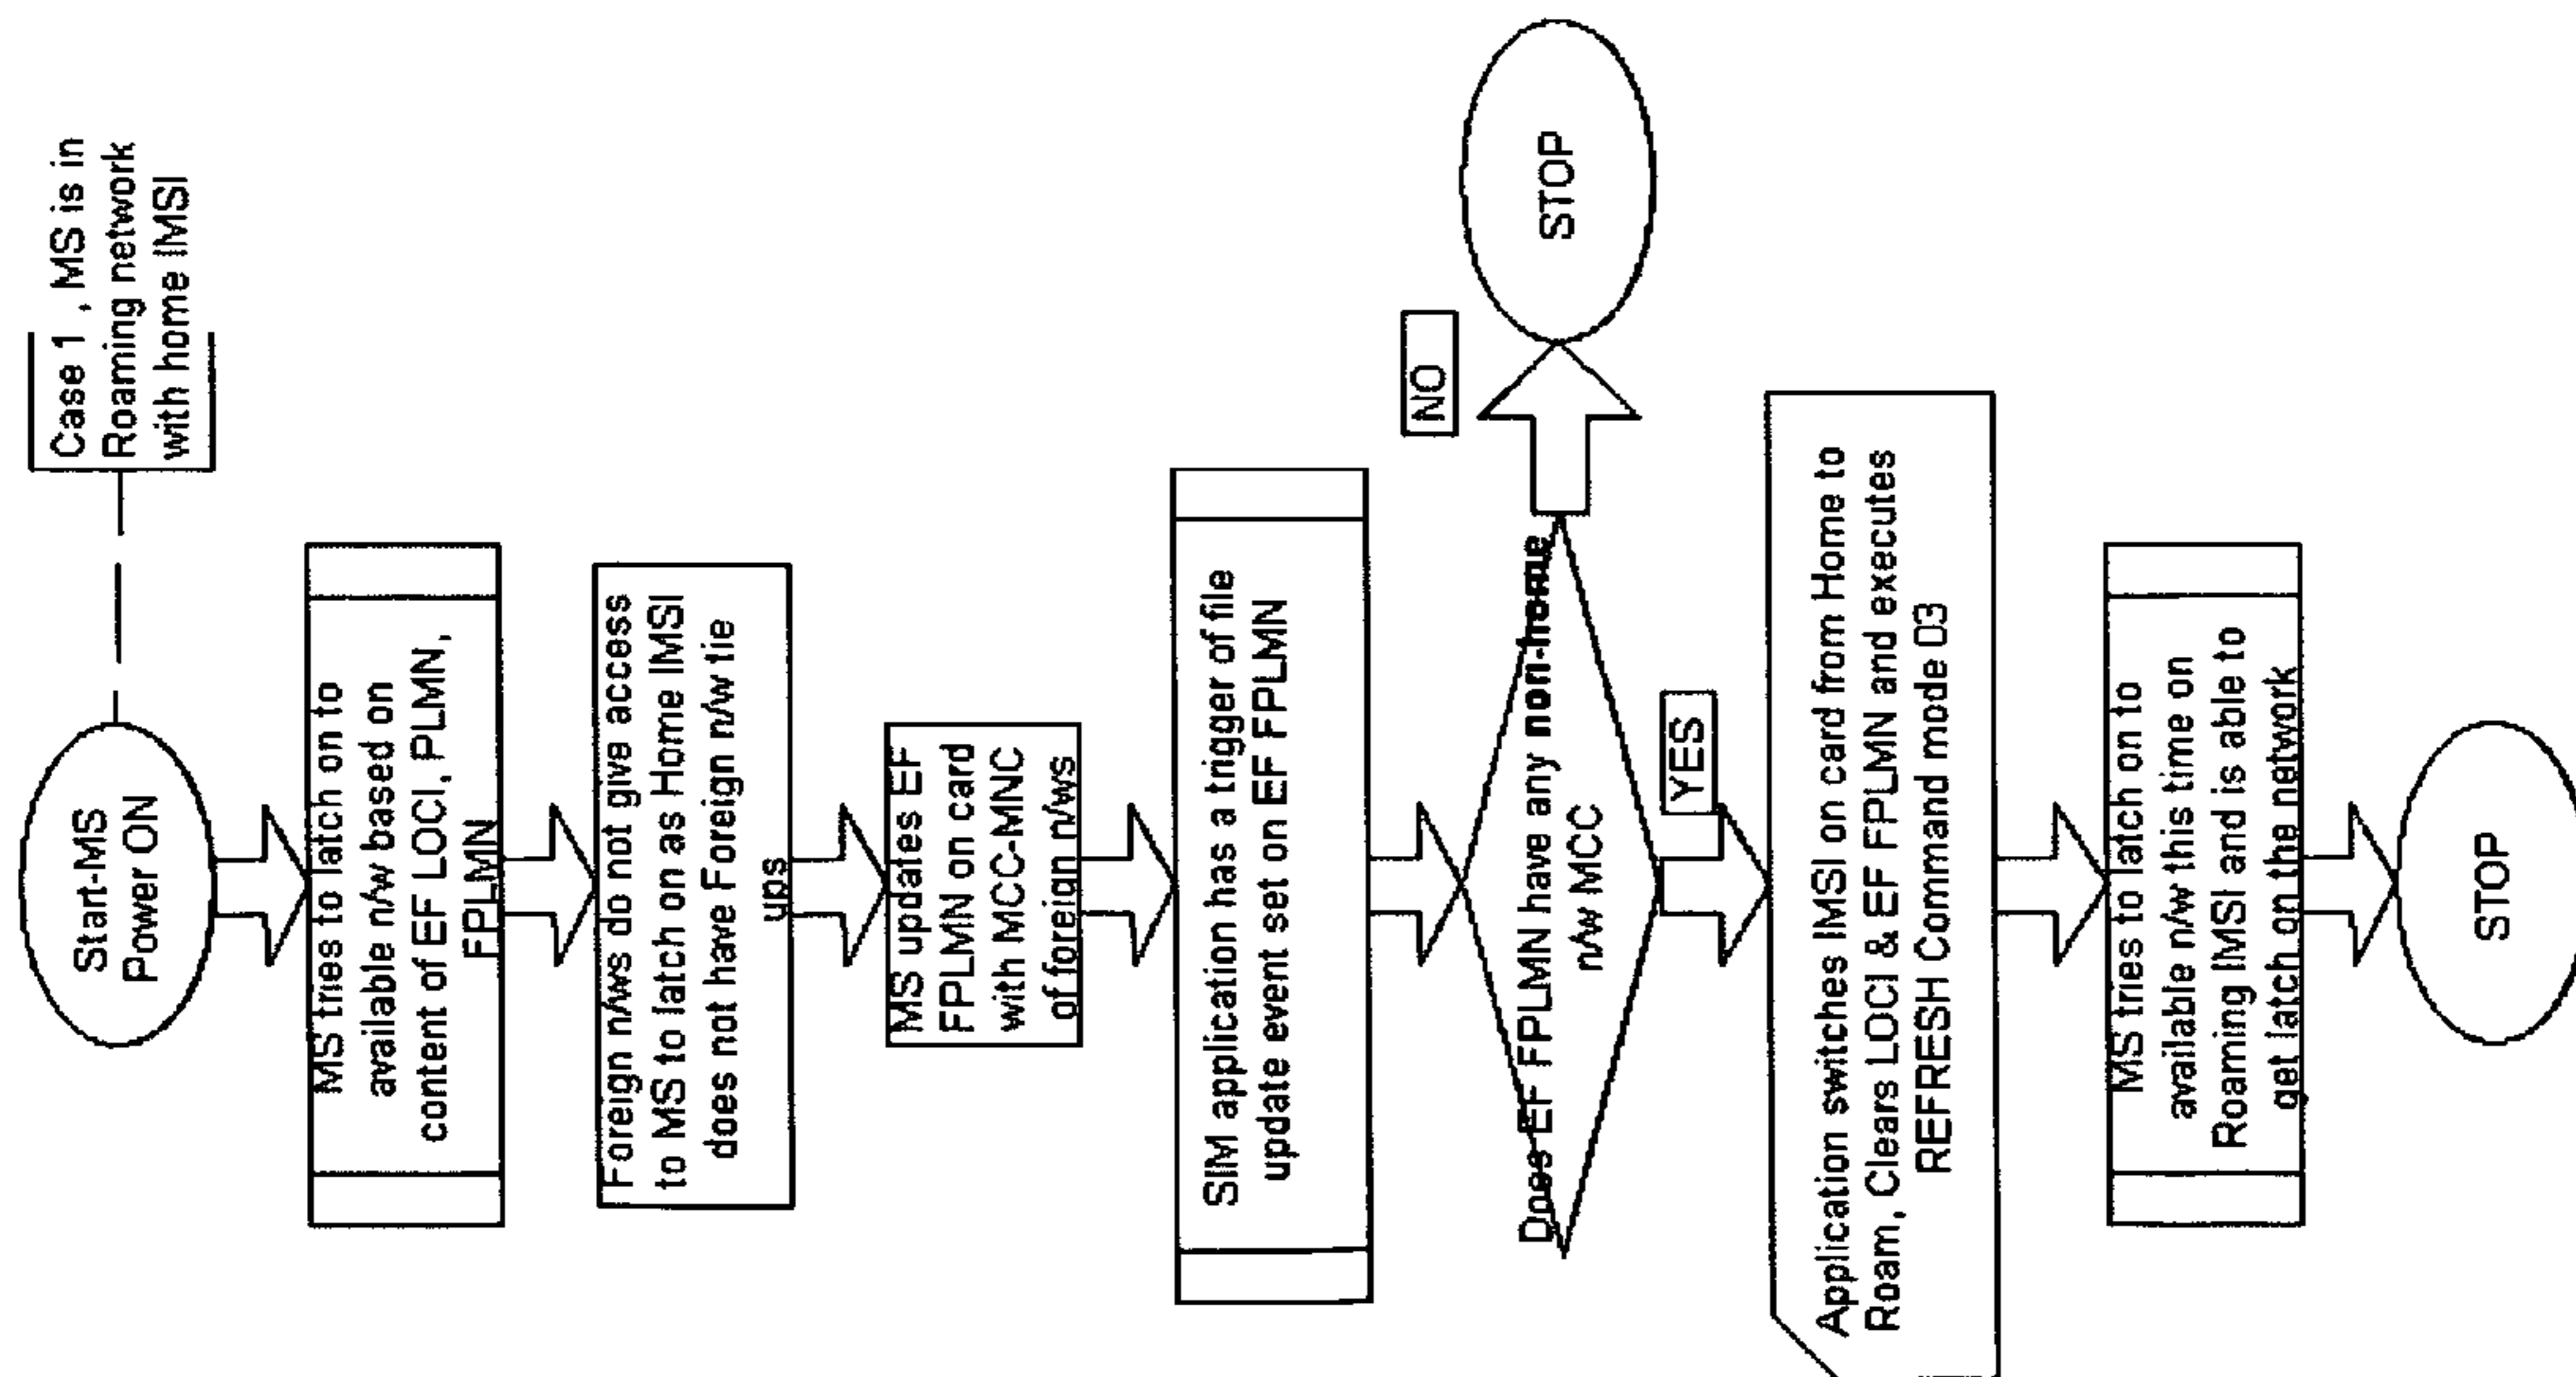 Case 1 , MS is in
Roaming network
with home IMSI
Start-MS
Power ON
MS tries to latch on to
available n/w based on
content of EF LOCI, PLMN,
FPLMN
Foreign n/ws do not give access
to MS to latch on as Home IMSI
does not have Foreign n/w tie
ups
MS updates EF
FPLMN on card
with MCC-MNC
of foreign n/ws
SIM application has a trigger of file
update event set on EF FPLMN
Does EF FPLMN have any non-home
n/w MCC
NO
STOP
YES
Application switches IMSI on card from Home to
Roam, Clears LOCI & EF FPLMN and executes
REFRESH Command mode 03
MS tries to latch on to
available n/w this time on
Roaming IMSI and is able to
get latch on the network
STOP